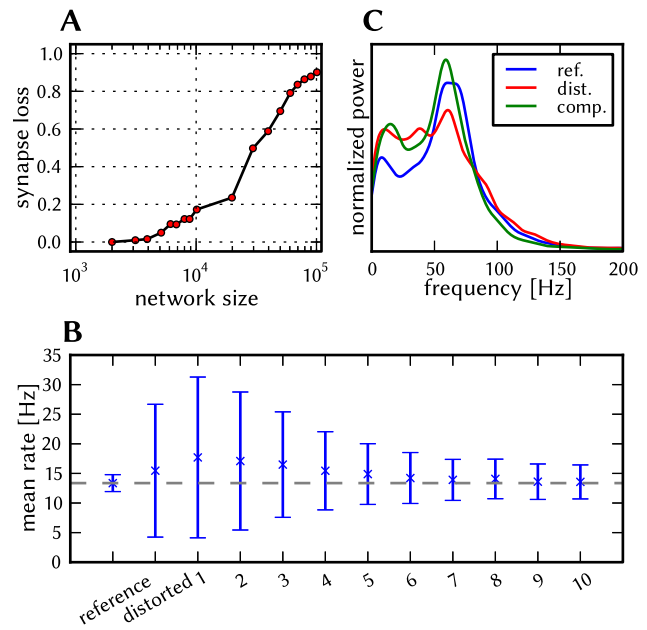 A
synapse loss
1.0
0.8
0.6
0.4
0.2
0.0
10³
10⁴
10⁵
network size
C
normalized power
ref.
dist.
comp.
0
50
100
150
200
frequency [Hz]
B
mean rate [Hz]
35
30
25
20
15
10
5
0
reference
distorted
1
2
3
4
5
6
7
8
9
10